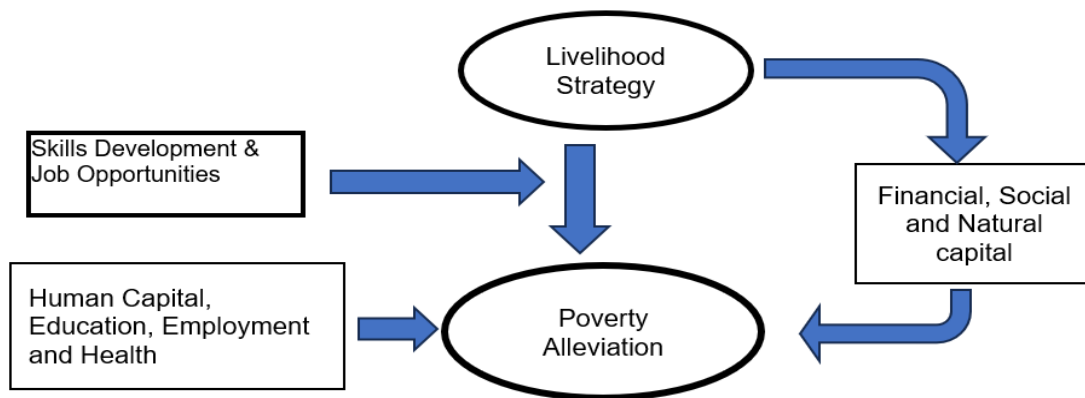 Livelihood
Strategy
Skills Development &
Job Opportunities
Financial, Social
and Natural
capital
Human Capital,
Education, Employment
and Health
Poverty
Alleviation